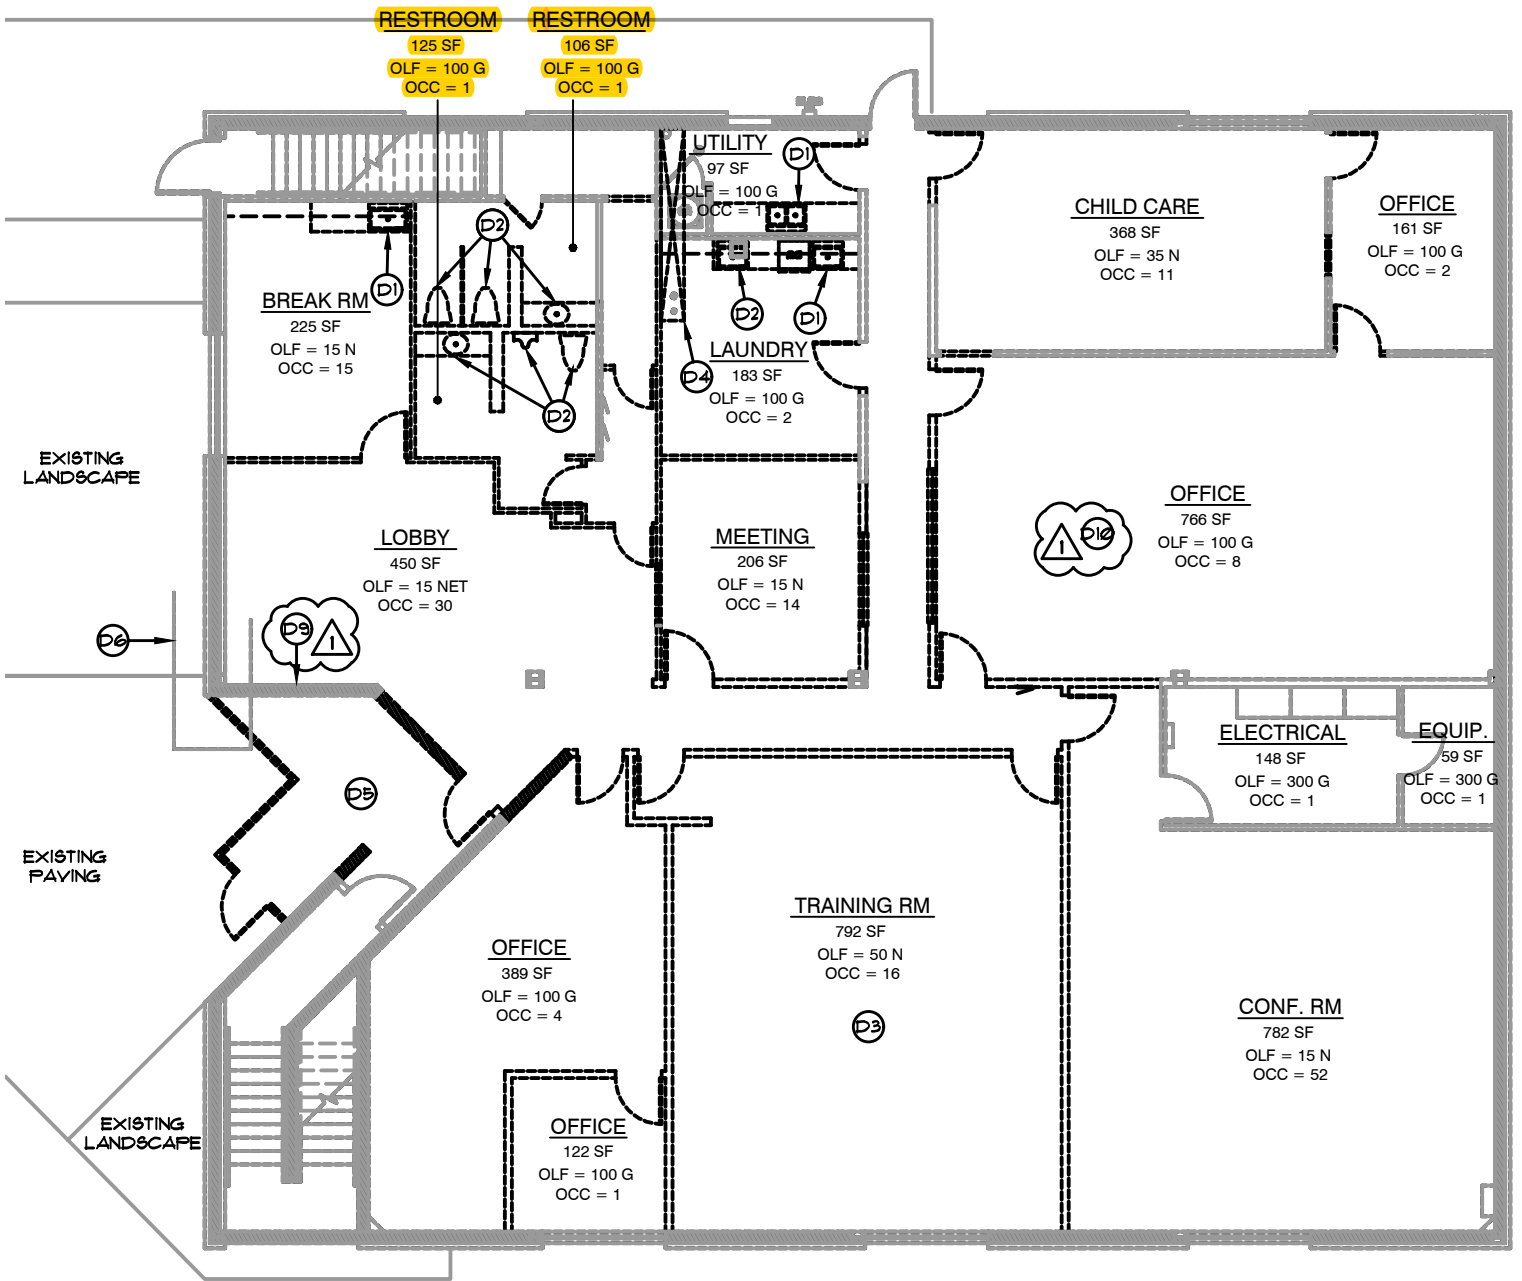 RESTROOM
125 SF
OLF = 100 G
OCC = 1
RESTROOM
106 SF
OLF = 100 G
OCC = 1
UTILITY
97 SF
OLF = 100 G
OCC = 1
D1
CHILD CARE
368 SF
OLF = 35 N
OCC = 11
OFFICE
161 SF
OLF = 100 G
OCC = 2
D2
D1
BREAK RM
225 SF
OLF = 15 N
OCC = 15
D2
D1
LAUNDRY
183 SF
OLF = 100 G
OCC = 2
D4
D2
EXISTING
LANDSCAPE
LOBBY
450 SF
OLF = 15 NET
OCC = 30
MEETING
206 SF
OLF = 15 N
OCC = 14
OFFICE
766 SF
OLF = 100 G
OCC = 8
1
D10
D6
D9
1
ELECTRICAL
148 SF
OLF = 300 G
OCC = 1
EQUIP.
59 SF
OLF = 300 G
OCC = 1
D5
EXISTING
PAVING
OFFICE
389 SF
OLF = 100 G
OCC = 4
TRAINING RM
792 SF
OLF = 50 N
OCC = 16
D3
CONF. RM
782 SF
OLF = 15 N
OCC = 52
EXISTING
LANDSCAPE
OFFICE
122 SF
OLF = 100 G
OCC = 1